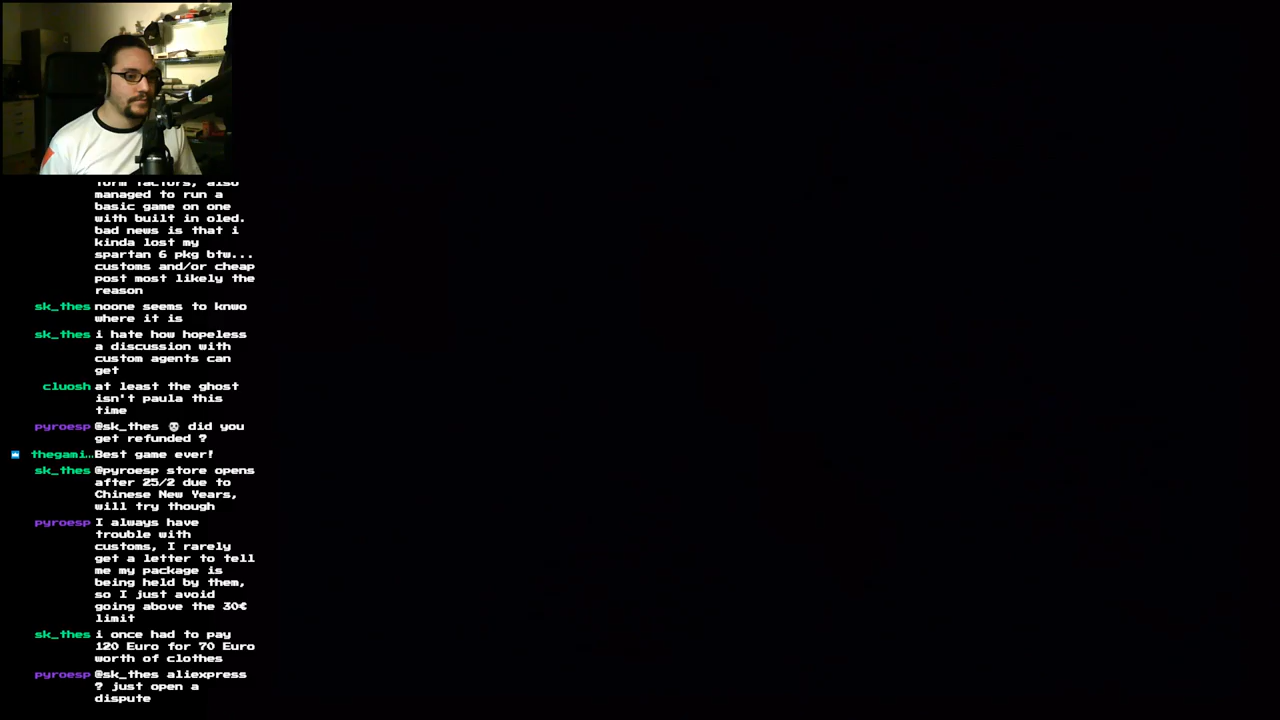 form factors, also
managed to run a
basic game on one
with built in oled.
bad news is that i
kinda lost my
spartan 6 pkg btw...
customs and/or cheap
post most likely the
reason
sk_thes noone seems to knwo
where it is
sk_thes i hate how hopeless
a discussion with
custom agents can
get
cluosh at least the ghost
isn't paula this
time
pyroesp @sk_thes did you
get refunded ?
thegami… Best game ever!
sk_thes @pyroesp store opens
after 25/2 due to
Chinese New Years,
will try though
pyroesp I always have
trouble with
customs, I rarely
get a letter to tell
me my package is
being held by them,
so I just avoid
going above the 30€
limit
sk_thes i once had to pay
120 Euro for 70 Euro
worth of clothes
pyroesp @sk_thes aliexpress
? just open a
dispute